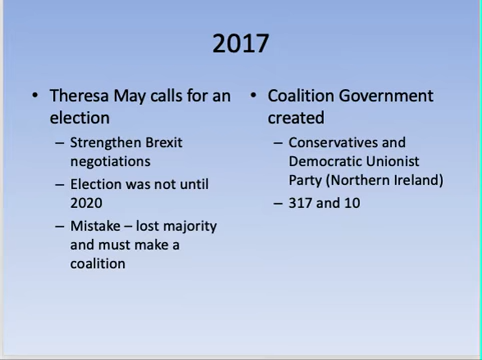 2017
• Theresa May calls for an
election
– Strengthen Brexit
negotiations
– Election was not until
2020
– Mistake – lost majority
and must make a
coalition
• Coalition Government
created
– Conservatives and
Democratic Unionist
Party (Northern Ireland)
– 317 and 10